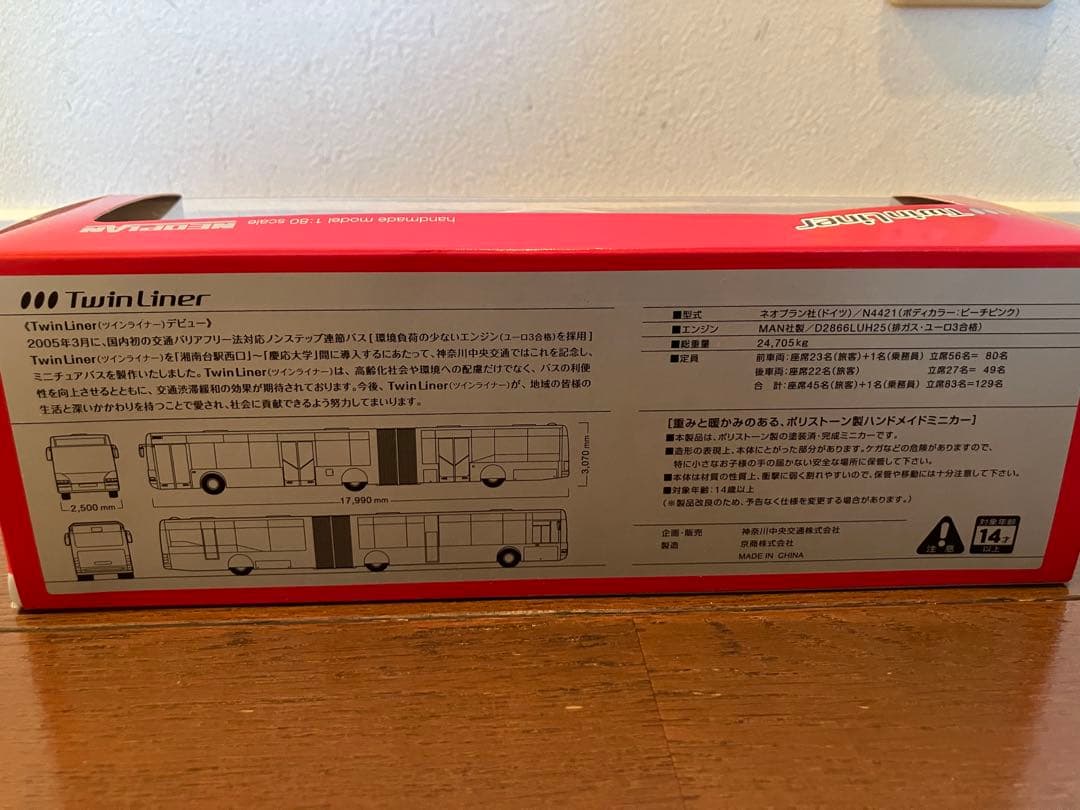 NEOPLAN
handmade model 1:80 scale
TwinLiner
TwinLiner
《TwinLiner(ツインライナー)デビュー》
2005年3月に、国内初の交通バリアフリー法対応ノンステップ連節バス[環境負荷の少ないエンジン(ユーロ3合格)を採用]
TwinLiner(ツインライナー)を「湘南台駅西口」〜「慶応大学」間に導入するにあたって、神奈川中央交通ではこれを記念し、
ミニチュアバスを製作いたしました。TwinLiner(ツインライナー)は、高齢化社会や環境への配慮だけでなく、バスの利便
性を向上させるとともに、交通渋滞緩和の効果が期待されております。今後、TwinLiner(ツインライナー)が、地域の皆様の
生活と深いかかわりを持つことで愛され、社会に貢献できるよう努力してまいります。
2,500 mm
17,990 mm
3,070 mm
■型式 ネオプラン社(ドイツ)/N4421(ボディカラー:ピーチピンク)
■エンジン MAN社製/D2866LUH25(排ガス・ユーロ3合格)
■総重量 24,705kg
■定員 前車両:座席23名(旅客)+1名(乗務員) 立席56名= 80名
後車両:座席22名(旅客) 立席27名= 49名
合 計:座席45名(旅客)+1名(乗務員) 立席83名=129名
[重みと暖かみのある、ポリストーン製ハンドメイドミニカー]
■本製品は、ポリストーン製の塗装済・完成ミニカーです。
■造形の表現上、本体にとがった部分があります。ケガなどの危険がありますので、
特に小さなお子様の手の届かない安全な場所に保管して下さい。
■本体は材質の性質上、衝撃に弱く割れやすいので、保管や移動には十分注意して下さい。
■対象年齢:14歳以上
(※製品改良のため、予告なく仕様を変更する場合があります。)
企画・販売 神奈川中央交通株式会社
製造 京商株式会社
MADE IN CHINA
注意
対象年齢
14才
以上